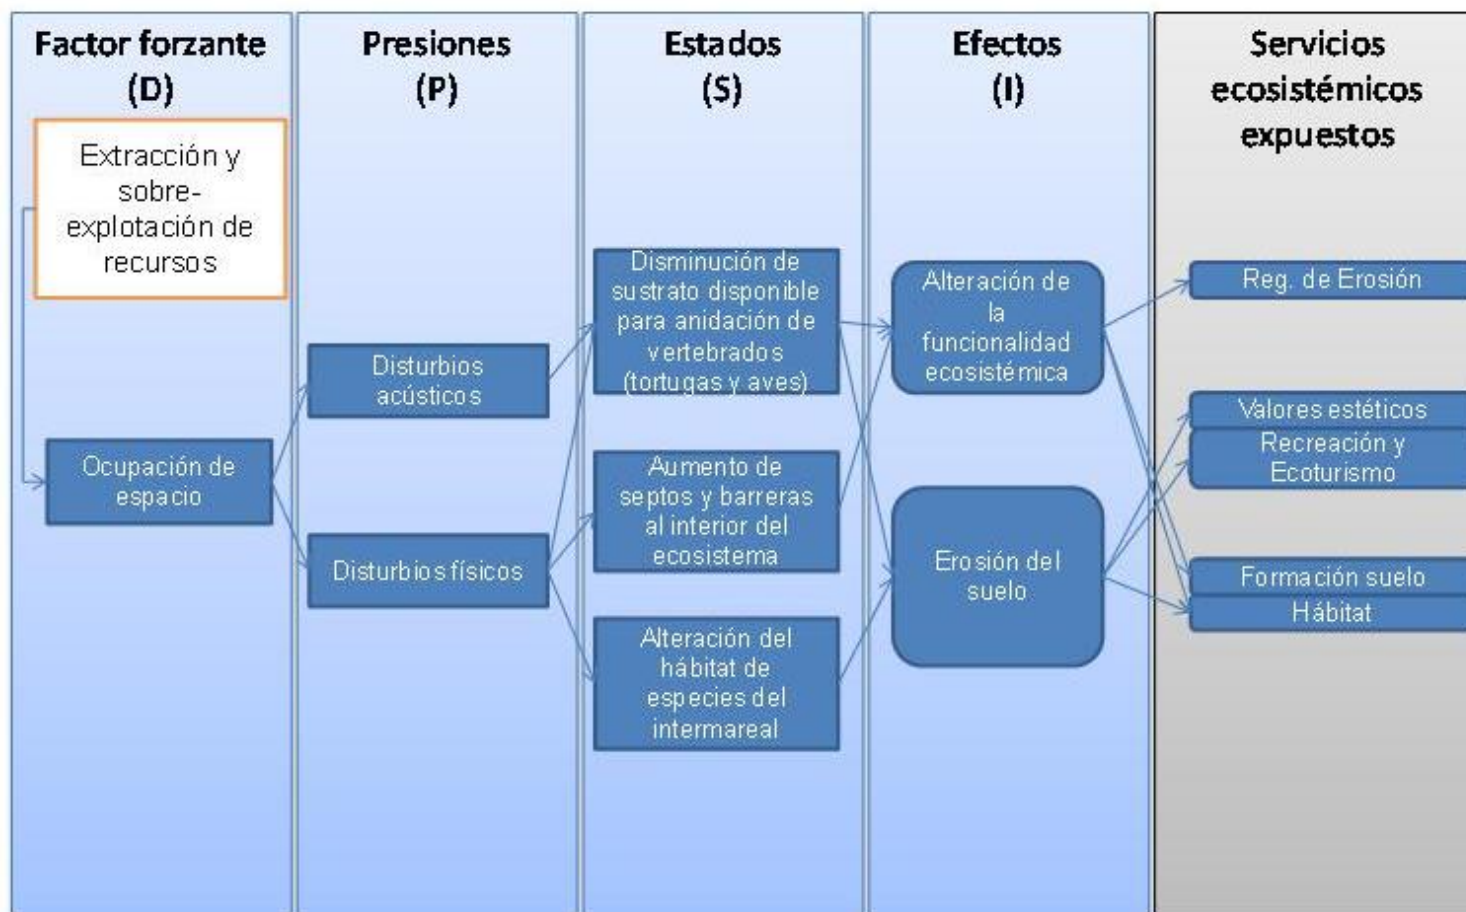 Factor forzante
(D)
Extracción y
sobre-
explotación de
recursos
Ocupación de
espacio
Presiones
(P)
Disturbios
acústicos
Disturbios físicos
Estados
(S)
Disminución de
sustrato disponible
para anidación de
vertebrados
(tortugas y aves)
Aumento de
septos y barreras
al interior del
ecosistema
Alteración del
hábitat de
especies del
intermareal
Efectos
(I)
Alteración de
la
funcionalidad
ecosistémica
Erosión del
suelo
Servicios
ecosistémicos
expuestos
Reg. de Erosión
Valores estéticos
Recreación y
Ecoturismo
Formación suelo
Hábitat